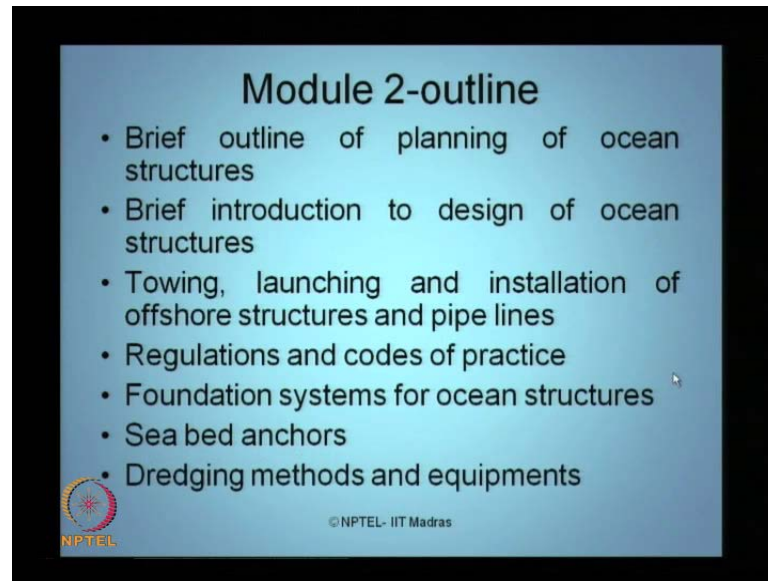 Module 2-outline
• Brief outline of planning of ocean
structures
• Brief introduction to design of ocean
structures
• Towing, launching and installation of
offshore structures and pipe lines
• Regulations and codes of practice
• Foundation systems for ocean structures
• Sea bed anchors
• Dredging methods and equipments
©NPTEL- IIT Madras
NPTEL